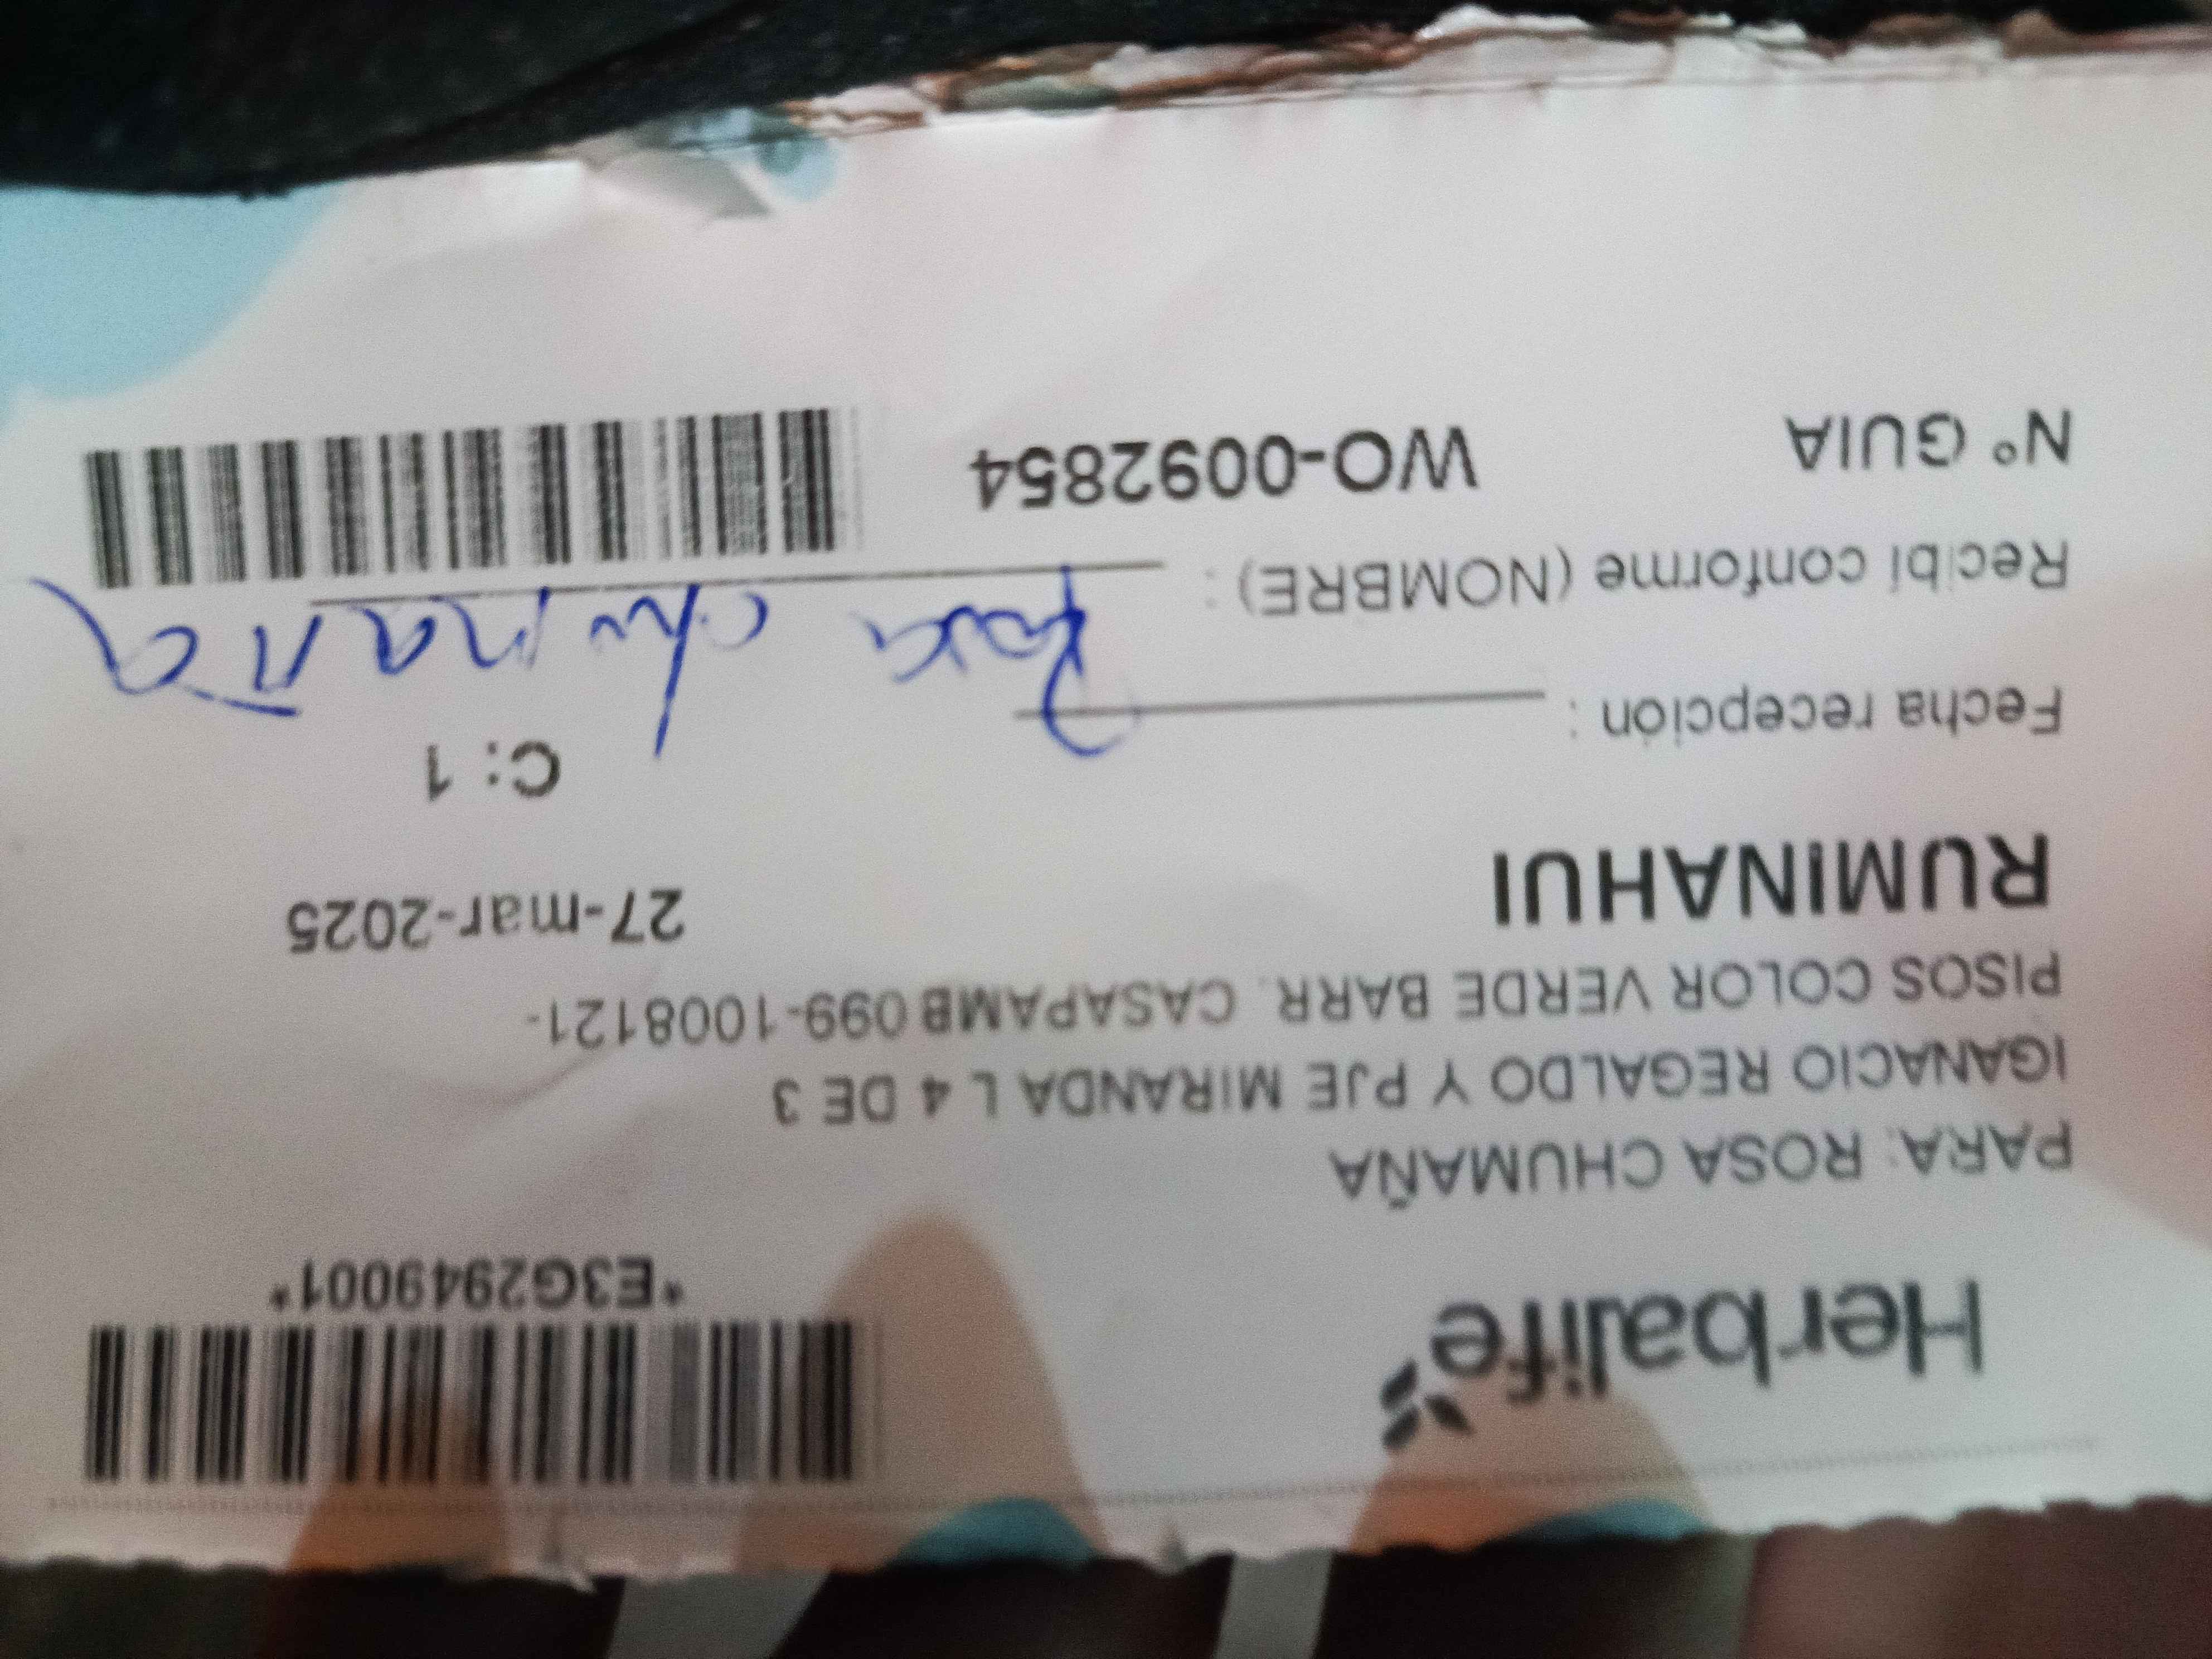 Herbalife
*E3G2949001*
PARA: ROSA CHUMAÑA
IGANACIO REGALDO Y PJE MIRANDA L 4 DE 3
PISOS COLOR VERDE BARR. CASAPAMB 099-1008121-
RUMINAHUI 27-mar-2025
C: 1
Fecha recepción :
Recibí conforme (NOMBRE) : Rosa chumaña
N° GUIA WO-0092854